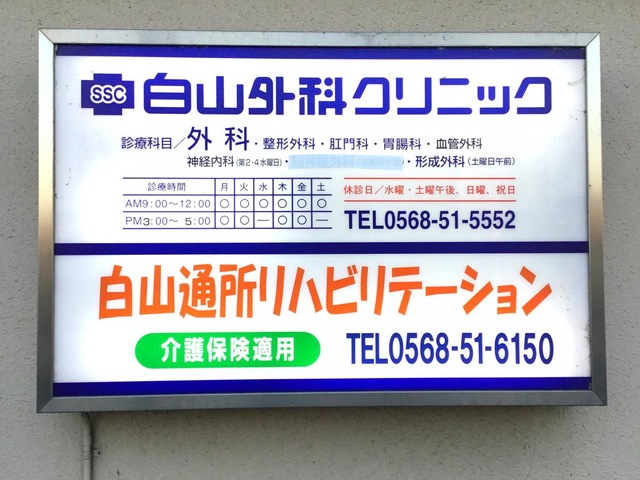 SSC 白山外科クリニック
診療科目／外科・整形外科・肛門科・胃腸科・血管外科
神経内科(第2・4水曜日)・脳神経外科・形成外科(土曜日午前)
診療時間 月 火 水 木 金 土
AM9:00〜12:00 ○ ○ ○ ○ ○ ○
PM3:00〜 5:00 ○ ○ — ○ ○ —
休診日／水曜・土曜午後、日曜、祝日
TEL0568-51-5552
白山通所リハビリテーション
介護保険適用
TEL0568-51-6150